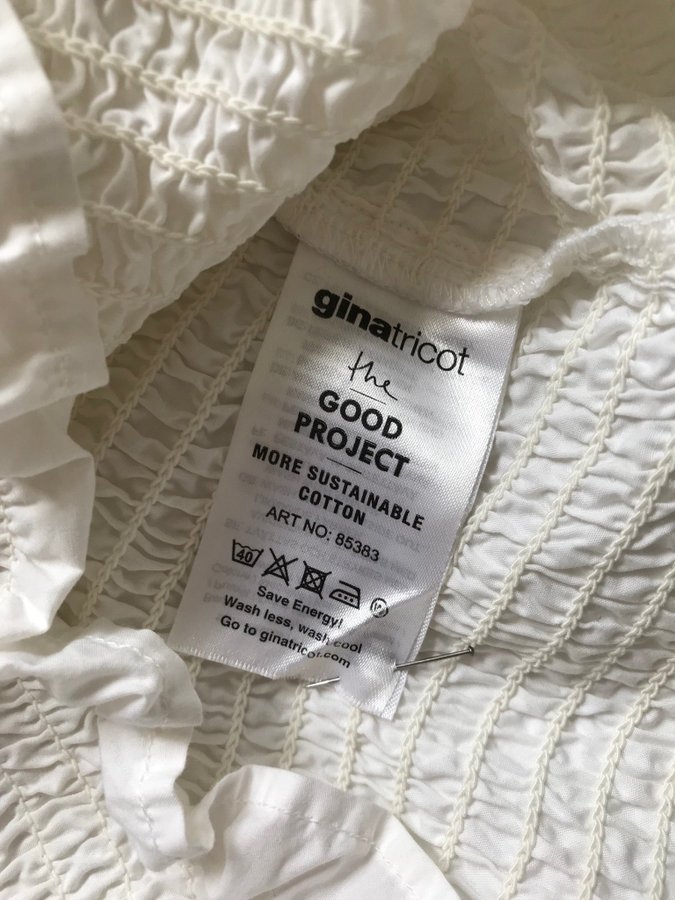 ginatricot
the
GOOD
PROJECT
MORE SUSTAINABLE
COTTON
ART NO: 85383
40
Save Energy!
Wash less, wash cool
Go to ginatricot.com